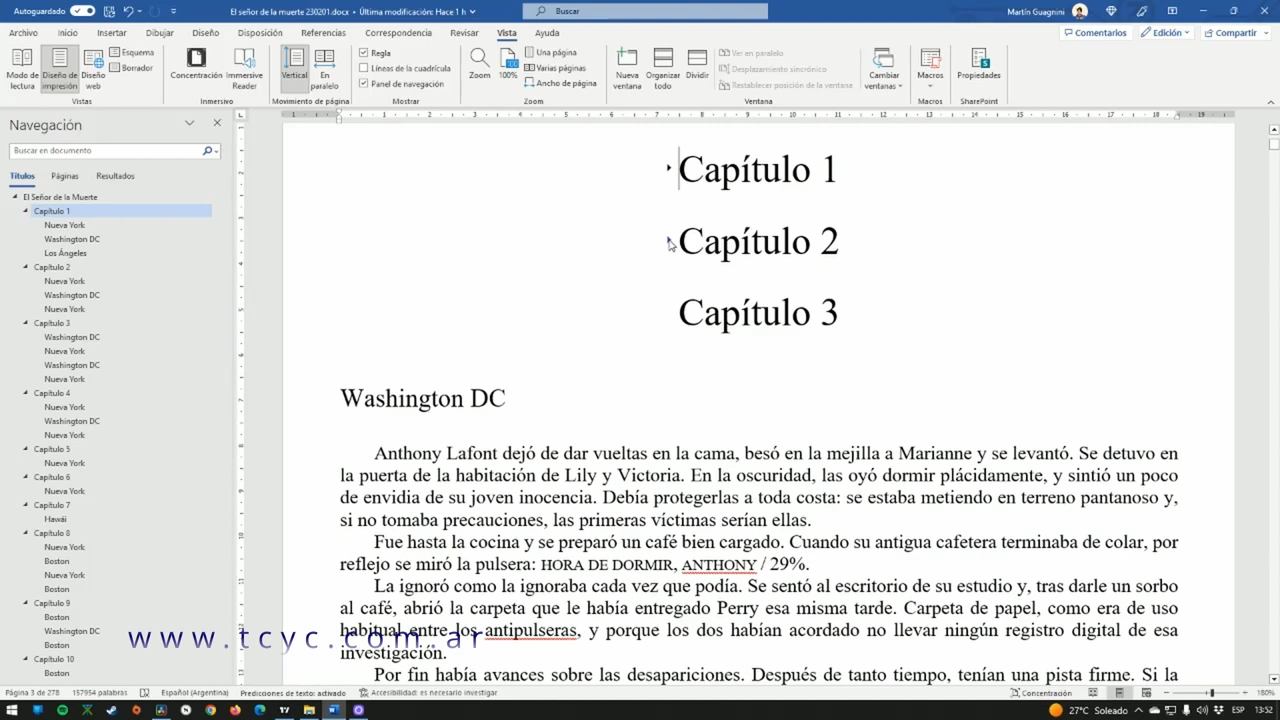 Autoguardado
El señor de la muerte 230201.docx • Última modificación: Hace 1 h
Buscar
Martín Guagnini
Archivo Inicio Insertar Dibujar Diseño Disposición Referencias Correspondencia Revisar Vista Ayuda
Comentarios Edición Compartir
Modo de lectura
Diseño de impresión
Diseño web
Esquema
Borrador
Vistas
Concentración
Immersive Reader
Inmersivo
Vertical
En paralelo
Movimiento de página
Regla
Líneas de la cuadrícula
Panel de navegación
Mostrar
Zoom
100%
Una página
Varias páginas
Ancho de página
Zoom
Nueva ventana
Organizar todo
Dividir
Ver en paralelo
Desplazamiento sincrónico
Restablecer posición de la ventana
Ventana
Cambiar ventanas
Macros
Macros
Propiedades
SharePoint
Navegación
Buscar en documento
Títulos Páginas Resultados
El Señor de la Muerte
Capítulo 1
Nueva York
Washington DC
Los Ángeles
Capítulo 2
Nueva York
Washington DC
Nueva York
Capítulo 3
Washington DC
Nueva York
Washington DC
Nueva York
Capítulo 4
Nueva York
Washington DC
Nueva York
Capítulo 5
Nueva York
Capítulo 6
Nueva York
Capítulo 7
Hawái
Capítulo 8
Nueva York
Boston
Nueva York
Boston
Capítulo 9
Boston
Washington DC
Boston
Capítulo 10
Boston
Capítulo 1
Capítulo 2
Capítulo 3
Washington DC
Anthony Lafont dejó de dar vueltas en la cama, besó en la mejilla a Marianne y se levantó. Se detuvo en
la puerta de la habitación de Lily y Victoria. En la oscuridad, las oyó dormir plácidamente, y sintió un poco
de envidia de su joven inocencia. Debía protegerlas a toda costa: se estaba metiendo en terreno pantanoso y,
si no tomaba precauciones, las primeras víctimas serían ellas.
Fue hasta la cocina y se preparó un café bien cargado. Cuando su antigua cafetera terminaba de colar, por
reflejo se miró la pulsera: HORA DE DORMIR, ANTHONY / 29%.
La ignoró como la ignoraba cada vez que podía. Se sentó al escritorio de su estudio y, tras darle un sorbo
al café, abrió la carpeta que le había entregado Perry esa misma tarde. Carpeta de papel, como era de uso
habitual entre los antipulseras, y porque los dos habían acordado no llevar ningún registro digital de esa
investigación.
Por fin había avances sobre las desapariciones. Después de tanto tiempo, tenían una pista firme. Si la
www.tcyc.com.ar
Página 3 de 278 157954 palabras Español (Argentina) Predicciones de texto: activado Accesibilidad: es necesario investigar
Concentración 180%
27°C Soleado ESP 13:52